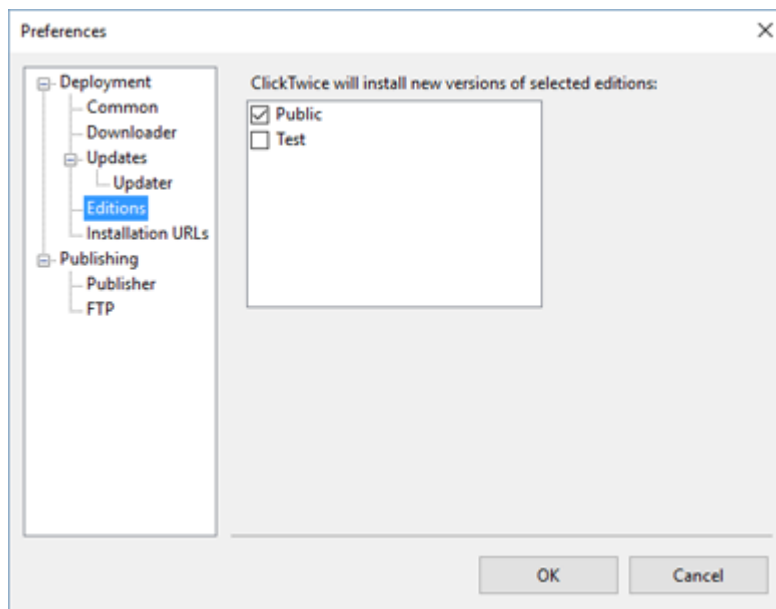 Preferences
Deployment
Common
Downloader
Updates
Updater
Editions
Installation URLs
Publishing
Publisher
FTP
ClickTwice will install new versions of selected editions:
Public
Test
OK
Cancel